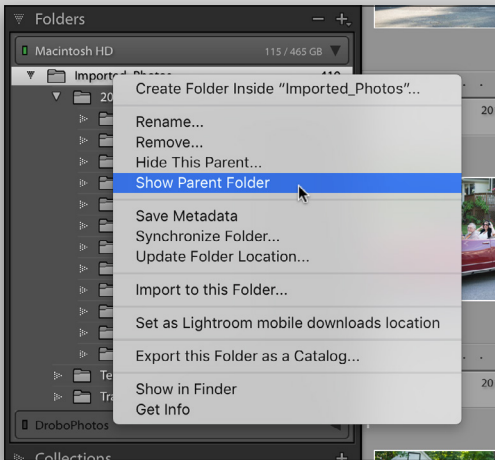 Folders
Macintosh HD
115 / 465 GB
Create Folder Inside “Imported_Photos”...
Rename...
Remove...
Hide This Parent...
Show Parent Folder
Save Metadata
Synchronize Folder...
Update Folder Location...
Import to this Folder...
Set as Lightroom mobile downloads location
Export this Folder as a Catalog...
Show in Finder
Get Info
DroboPhotos
Collections
20
20